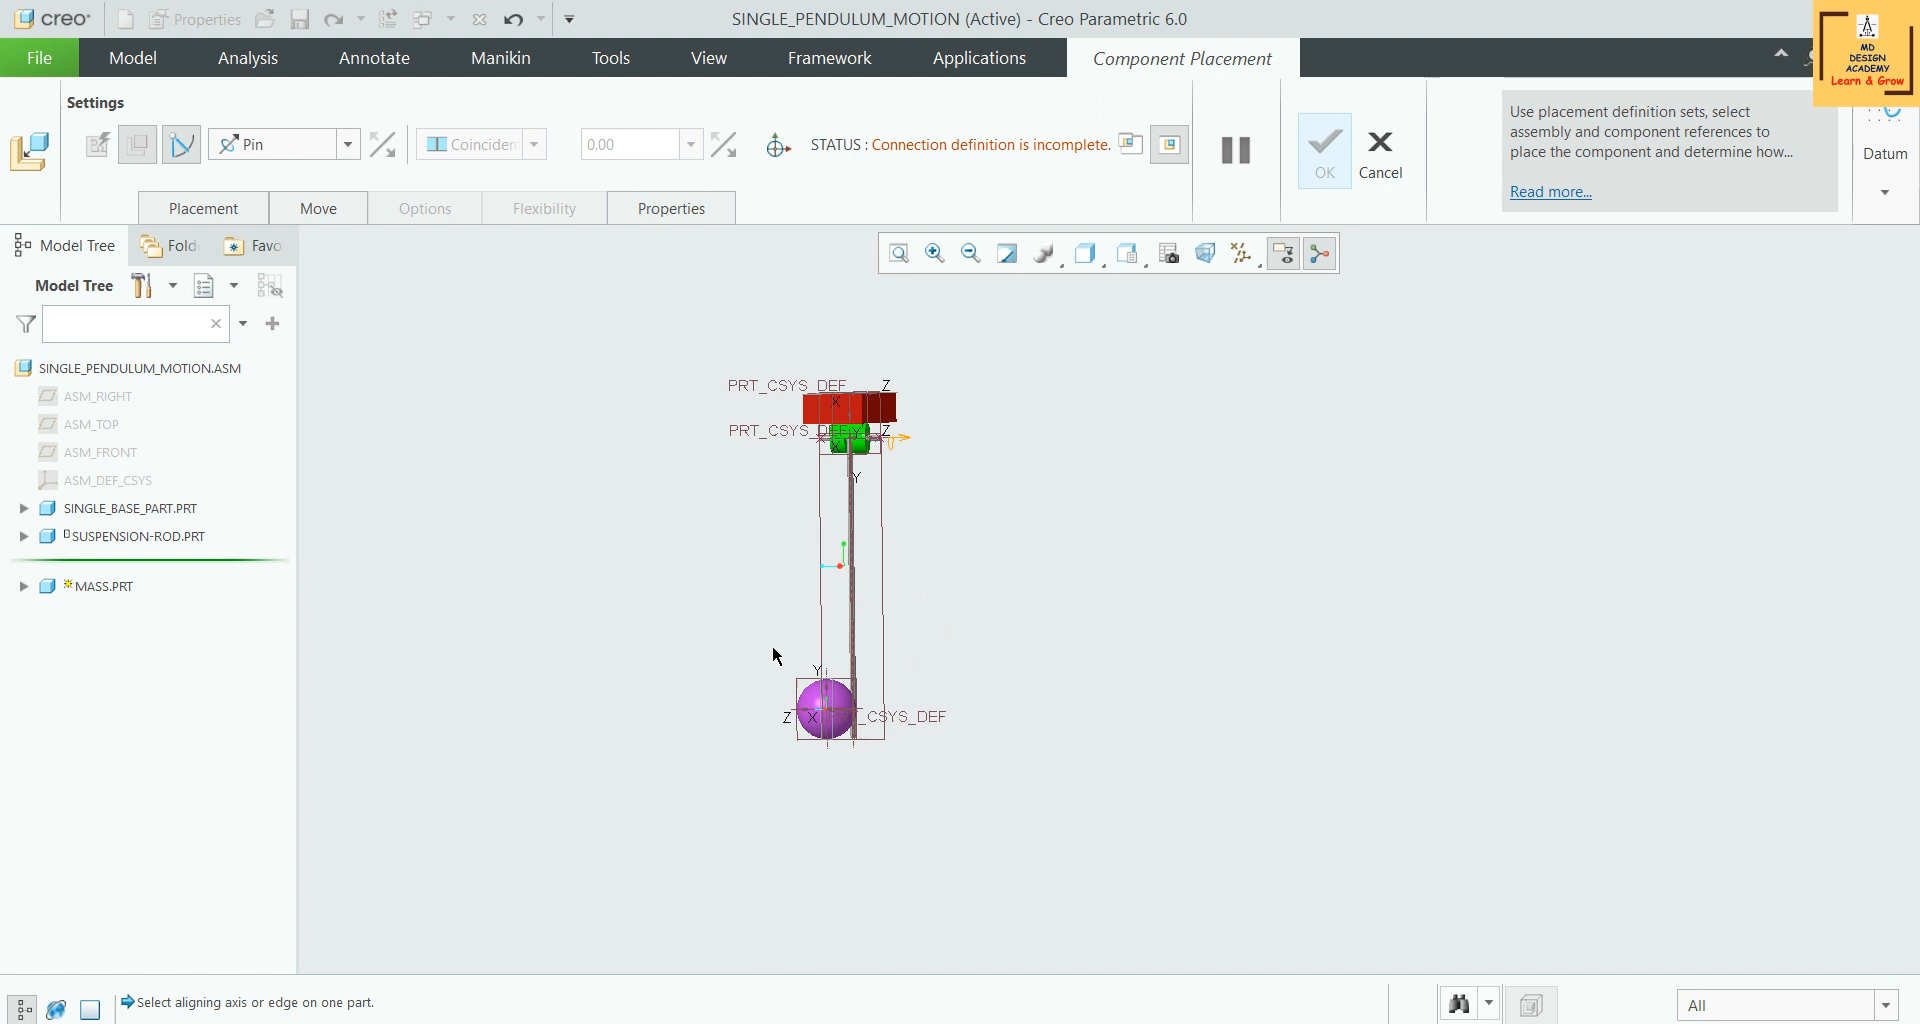 creo
Properties
SINGLE_PENDULUM_MOTION (Active) - Creo Parametric 6.0
File
Model
Analysis
Annotate
Manikin
Tools
View
Framework
Applications
Component Placement
MD
DESIGN
ACADEMY
Learn & Grow
Settings
Pin
Coinciden
0.00
STATUS : Connection definition is incomplete.
OK
Cancel
Use placement definition sets, select
assembly and component references to
place the component and determine how...
Read more...
Datum
Placement
Move
Options
Flexibility
Properties
Model Tree
Fold
Favo
Model Tree
SINGLE_PENDULUM_MOTION.ASM
ASM_RIGHT
ASM_TOP
ASM_FRONT
ASM_DEF_CSYS
SINGLE_BASE_PART.PRT
SUSPENSION-ROD.PRT
MASS.PRT
PRT_CSYS_DEF
Z
X
PRT_CSYS_DEF
Y
Z
X
Y
Y
Z
X
_CSYS_DEF
Select aligning axis or edge on one part.
All